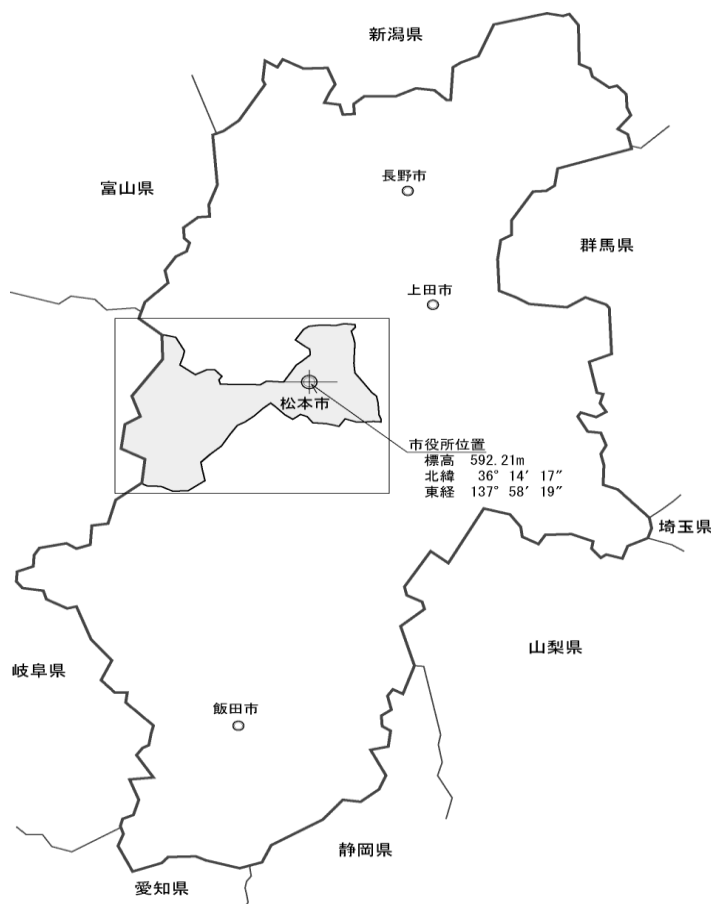 新潟県
富山県
長野市
群馬県
上田市
松本市
市役所位置
標高 592.21m
北緯 36° 14′ 17″
東経 137° 58′ 19″
埼玉県
山梨県
岐阜県
飯田市
静岡県
愛知県